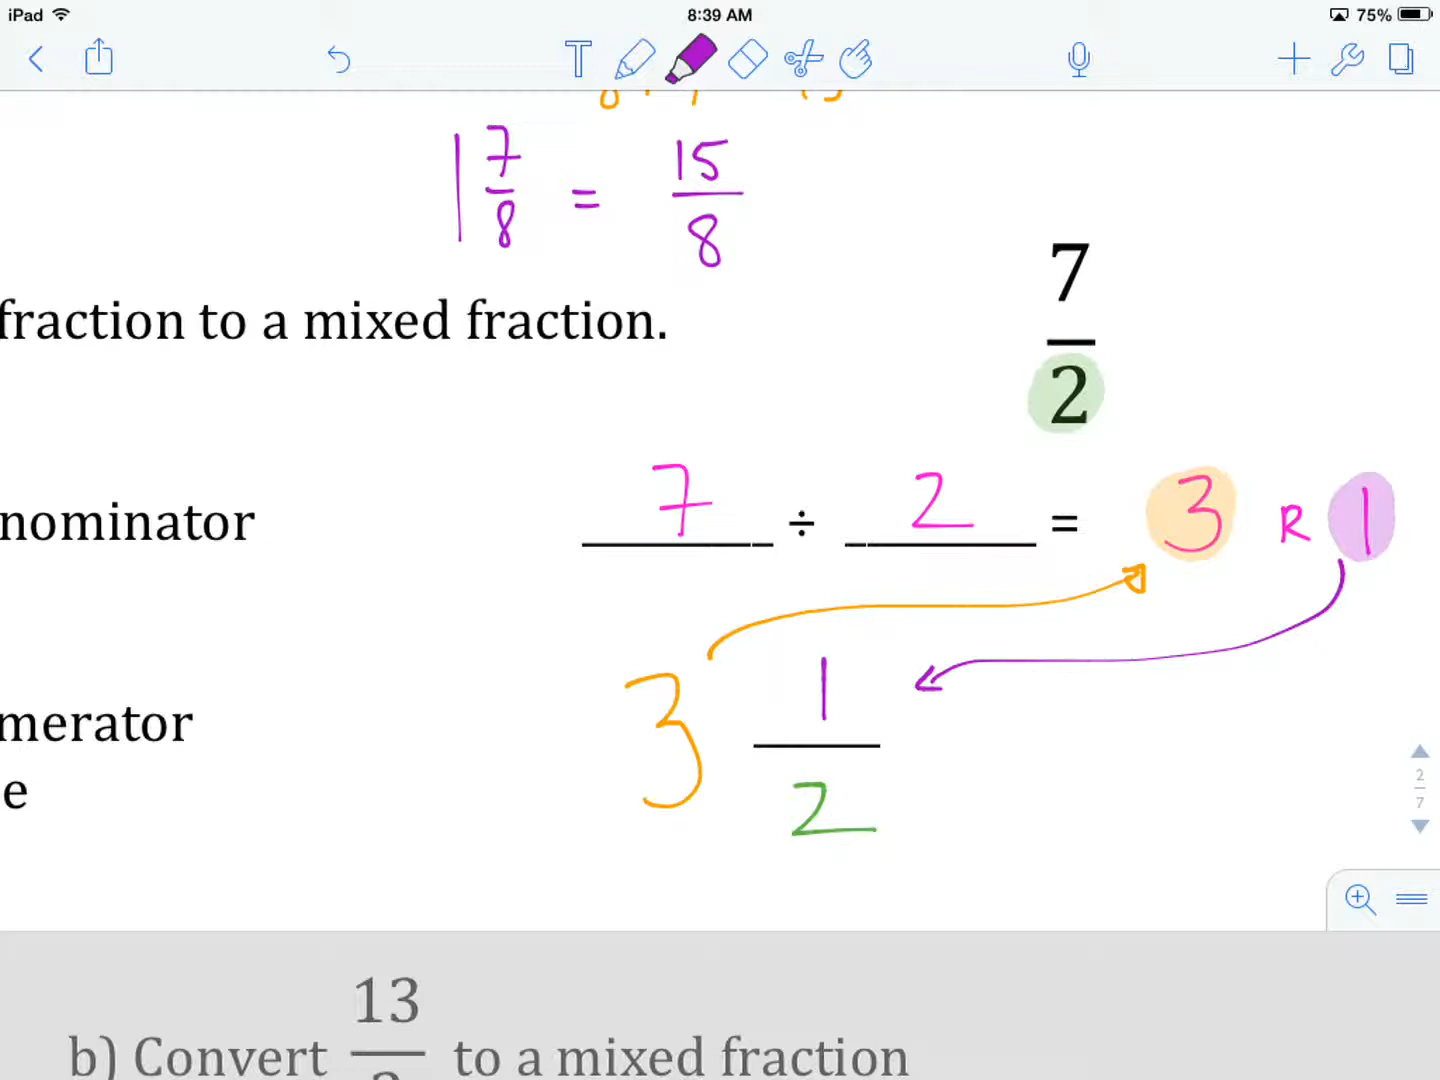 iPad 8:39 AM 75%
T
1 7/8 = 15/8
7
fraction to a mixed fraction.
2
nominator 7 ÷ 2 = 3 R 1
merator 3 1/2
e
2
7
13
b) Convert to a mixed fraction